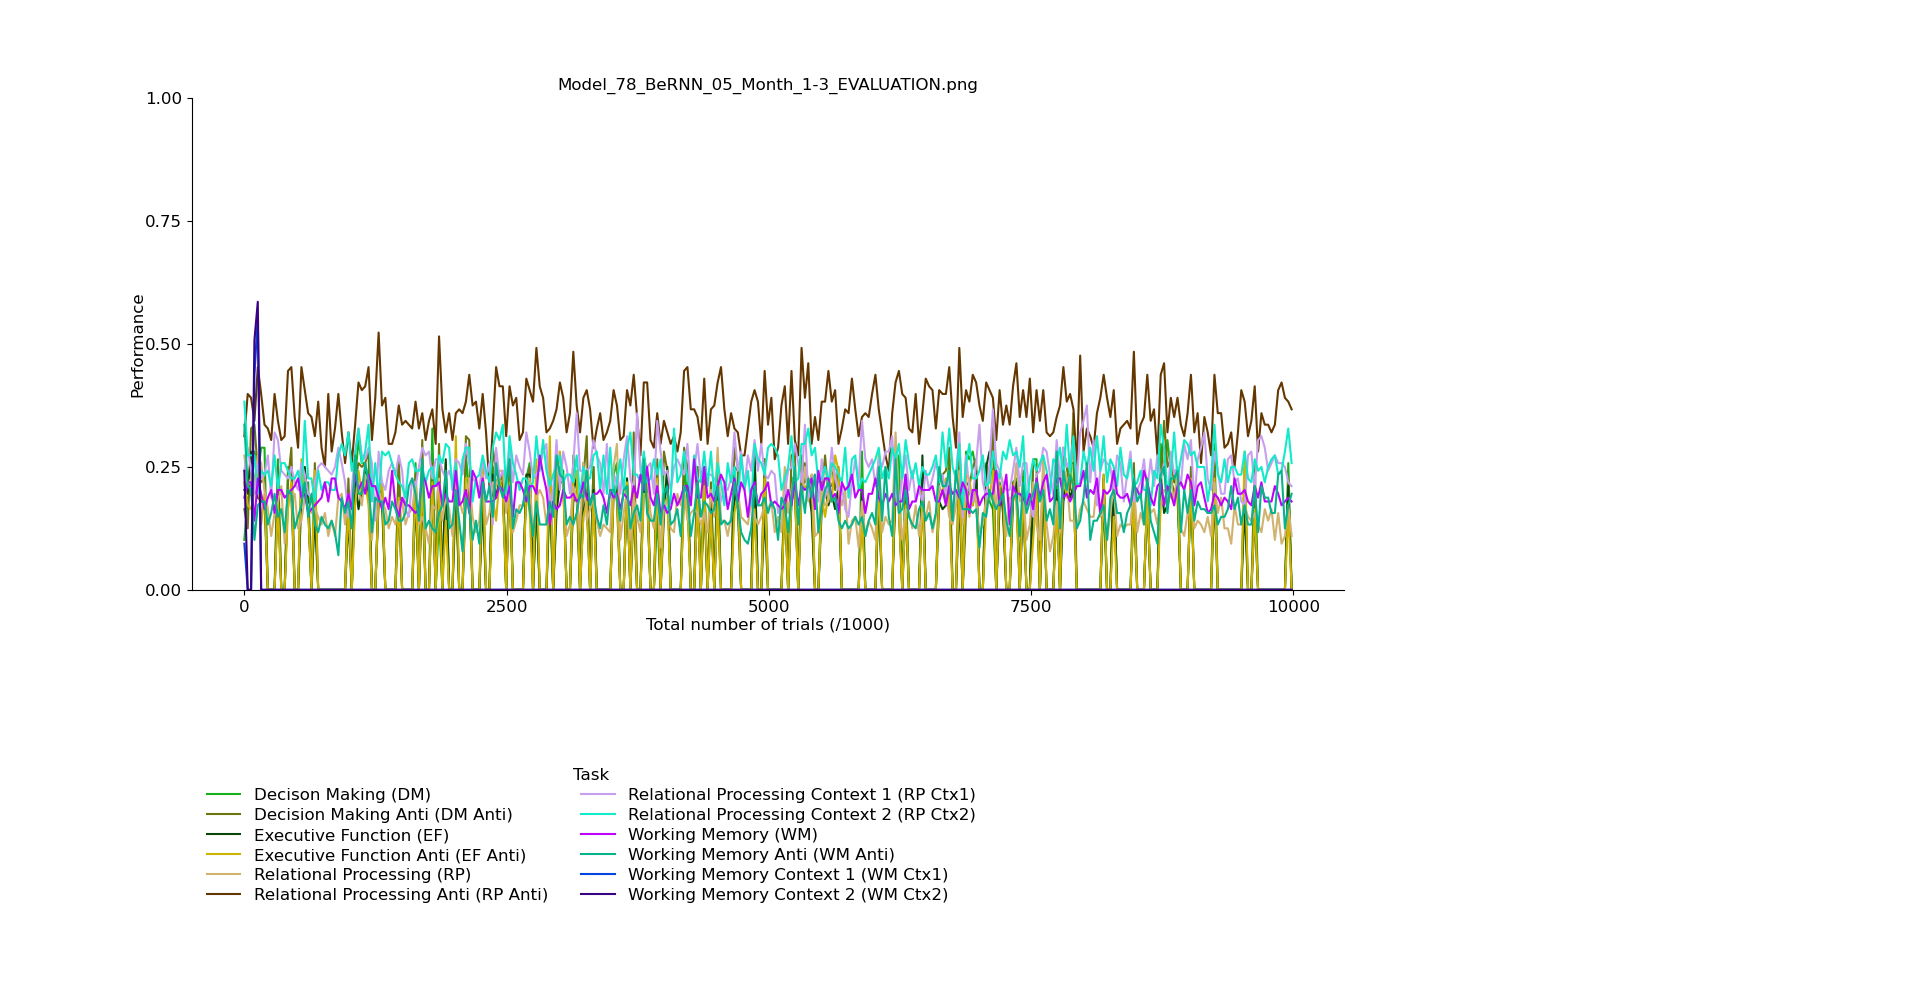 Model_78_BeRNN_05_Month_1-3_EVALUATION.png
1.00
0.75
0.50
0.25
0.00
Performance
0 2500 5000 7500 10000
Total number of trials (/1000)
Task
Decison Making (DM)
Decision Making Anti (DM Anti)
Executive Function (EF)
Executive Function Anti (EF Anti)
Relational Processing (RP)
Relational Processing Anti (RP Anti)
Relational Processing Context 1 (RP Ctx1)
Relational Processing Context 2 (RP Ctx2)
Working Memory (WM)
Working Memory Anti (WM Anti)
Working Memory Context 1 (WM Ctx1)
Working Memory Context 2 (WM Ctx2)